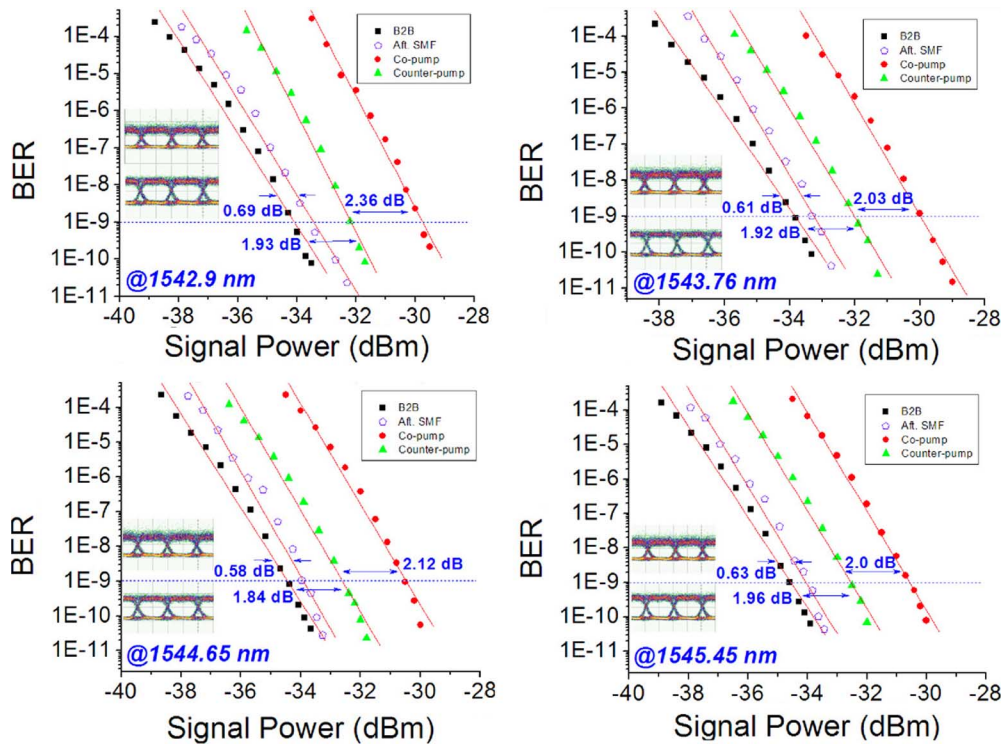 1E-4
1E-5
1E-6
1E-7
1E-8
1E-9
1E-10
1E-11
BER
B2B
Aft. SMF
Co-pump
Counter-pump
0.69 dB
2.36 dB
1.93 dB
@1542.9 nm
-40 -38 -36 -34 -32 -30 -28
Signal Power (dBm)
1E-4
1E-5
1E-6
1E-7
1E-8
1E-9
1E-10
1E-11
BER
B2B
Aft. SMF
Co-pump
Counter-pump
0.61 dB
2.03 dB
1.92 dB
@1543.76 nm
-38 -36 -34 -32 -30 -28
Signal Power (dBm)
1E-4
1E-5
1E-6
1E-7
1E-8
1E-9
1E-10
1E-11
BER
B2B
Aft. SMF
Co-pump
Counter-pump
0.58 dB
2.12 dB
1.84 dB
@1544.65 nm
-40 -38 -36 -34 -32 -30 -28
Signal Power (dBm)
1E-4
1E-5
1E-6
1E-7
1E-8
1E-9
1E-10
1E-11
BER
B2B
Aft. SMF
Co-pump
Counter-pump
0.63 dB
2.0 dB
1.96 dB
@1545.45 nm
-40 -38 -36 -34 -32 -30 -28
Signal Power (dBm)